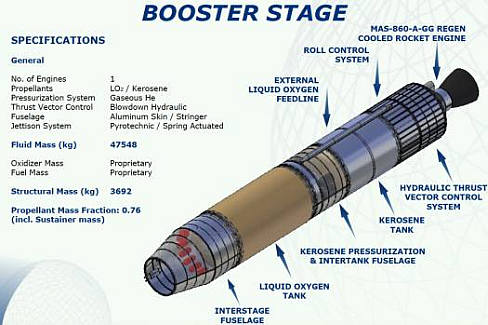 BOOSTER STAGE
SPECIFICATIONS
General
No. of Engines 1
Propellants LO₂ / Kerosene
Pressurization System Gaseous He
Thrust Vector Control Blowdown Hydraulic
Fuselage Aluminum Skin / Stringer
Jettison System Pyrotechnic / Spring Actuated
Fluid Mass (kg) 47548
Oxidizer Mass Proprietary
Fuel Mass Proprietary
Structural Mass (kg) 3692
Propellant Mass Fraction: 0.76
(incl. Sustainer mass)
MAS-860-A-GG REGEN
COOLED ROCKET ENGINE
ROLL CONTROL
SYSTEM
EXTERNAL
LIQUID OXYGEN
FEEDLINE
HYDRAULIC THRUST
VECTOR CONTROL
SYSTEM
KEROSENE
TANK
KEROSENE PRESSURIZATION
& INTERTANK FUSELAGE
LIQUID OXYGEN
TANK
INTERSTAGE
FUSELAGE